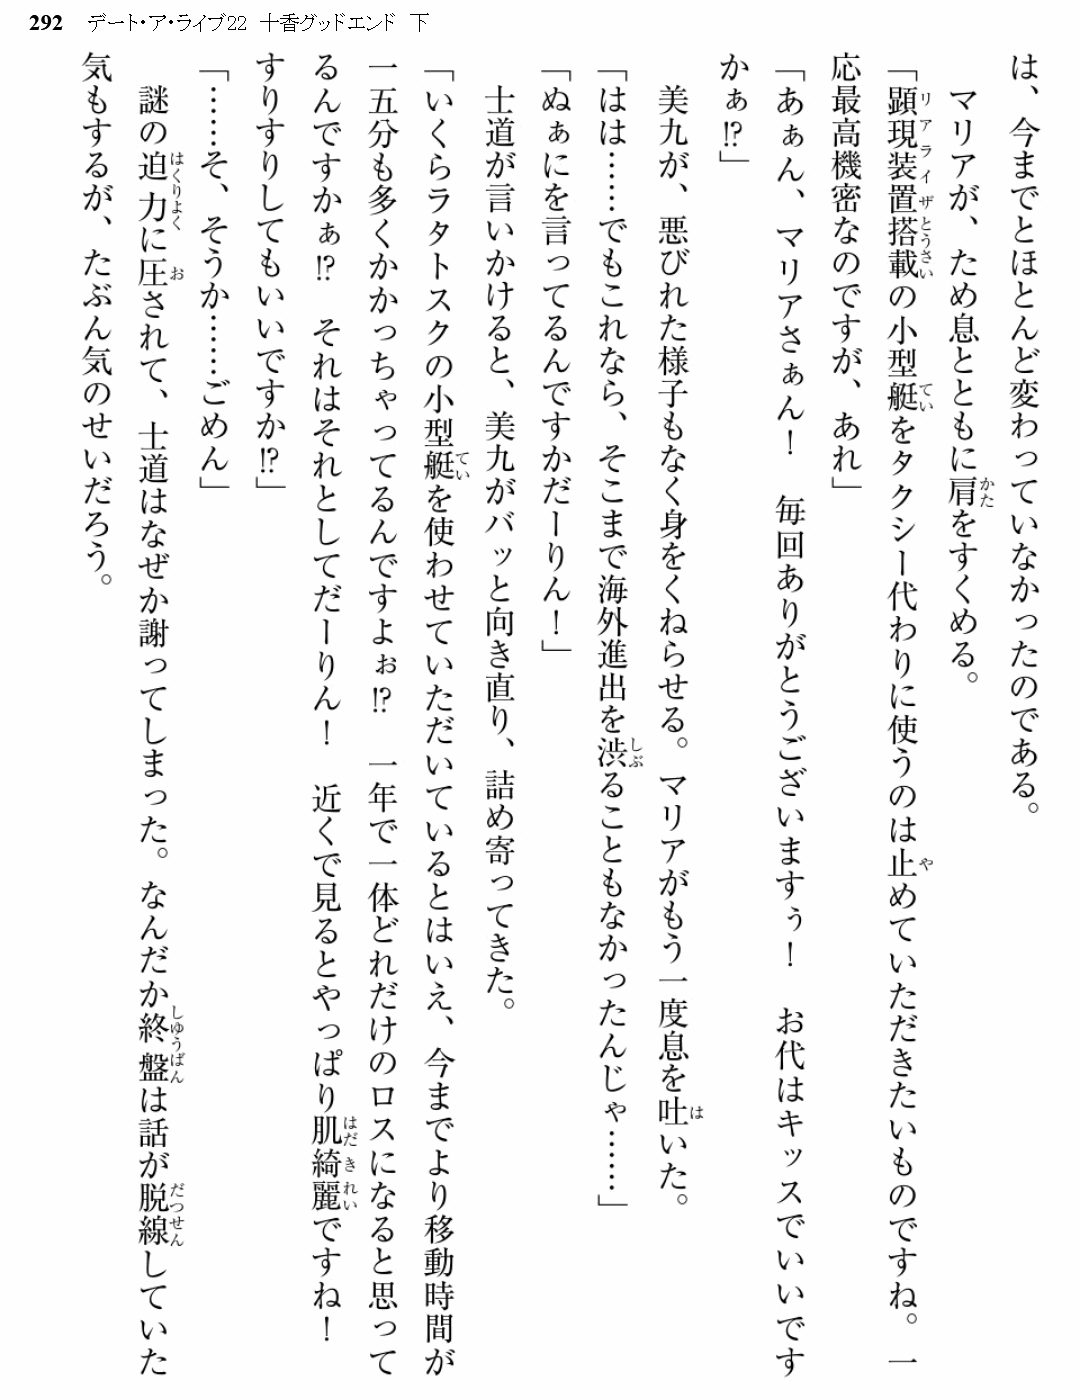 292 デート・ア・ライブ22 十香グッドエンド 下
は、今までとほとんど変わっていなかったのである。
　マリアが、ため息とともに肩をすくめる。
「顕現装置搭載の小型艇をタクシー代わりに使うのは止めていただきたいものですね。一
応最高機密なのですが、あれ」
「あぁん、マリアさぁん！　毎回ありがとうございますぅ！　お代はキッスでいいです
かぁ!?」
　美九が、悪びれた様子もなく身をくねらせる。マリアがもう一度息を吐いた。
「はは……でもこれなら、そこまで海外進出を渋ることもなかったんじゃ……」
「ぬぁにを言ってるんですかだーりん！」
　士道が言いかけると、美九がバッと向き直り、詰め寄ってきた。
「いくらラタトスクの小型艇を使わせていただいているとはいえ、今までより移動時間が
一五分も多くかかっちゃってるんですよぉ!?　一年で一体どれだけのロスになると思って
るんですかぁ!?　それはそれとしてだーりん！　近くで見るとやっぱり肌綺麗ですね！
すりすりしてもいいですか!?」
「……そ、そうか……ごめん」
　謎の迫力に圧されて、士道はなぜか謝ってしまった。なんだか終盤は話が脱線していた
気もするが、たぶん気のせいだろう。